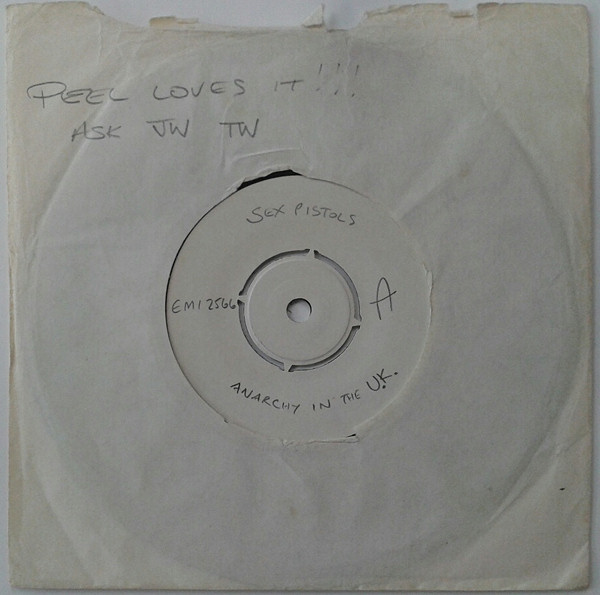 PEEL LOVES IT!!!
ASK JW TW
SEX PISTOLS
EMI 2566
A
ANARCHY IN THE U.K.